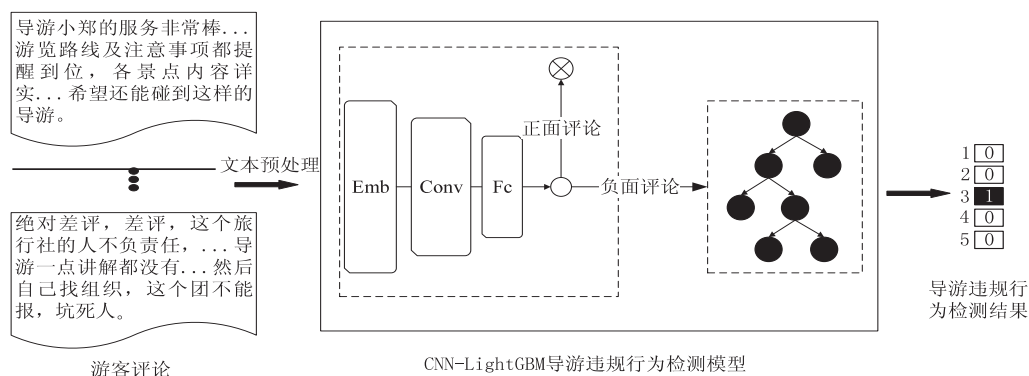 导游小郑的服务非常棒...
游览路线及注意事项都提
醒到位，各景点内容详
实...希望还能碰到这样的
导游。
文本预处理
绝对差评，差评，这个旅
行社的人不负责任，...导
游一点讲解都没有...然后
自己找组织，这个团不能
报，坑死人。
游客评论
Emb
Conv
Fc
正面评论
负面评论
CNN-LightGBM导游违规行为检测模型
1 0
2 0
3 1
4 0
5 0
导游违规行
为检测结果